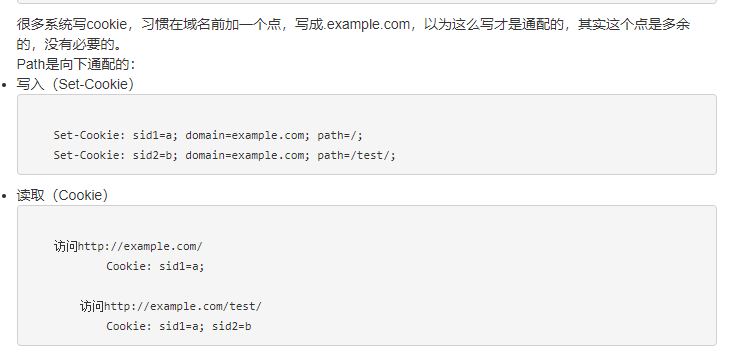 很多系统写cookie，习惯在域名前加一个点，写成.example.com，以为这么写才是通配的，其实这个点是多余
的，没有必要的。
Path是向下通配的：
写入（Set-Cookie）
Set-Cookie: sid1=a; domain=example.com; path=/;
Set-Cookie: sid2=b; domain=example.com; path=/test/;
读取（Cookie）
访问http://example.com/
Cookie: sid1=a;
访问http://example.com/test/
Cookie: sid1=a; sid2=b